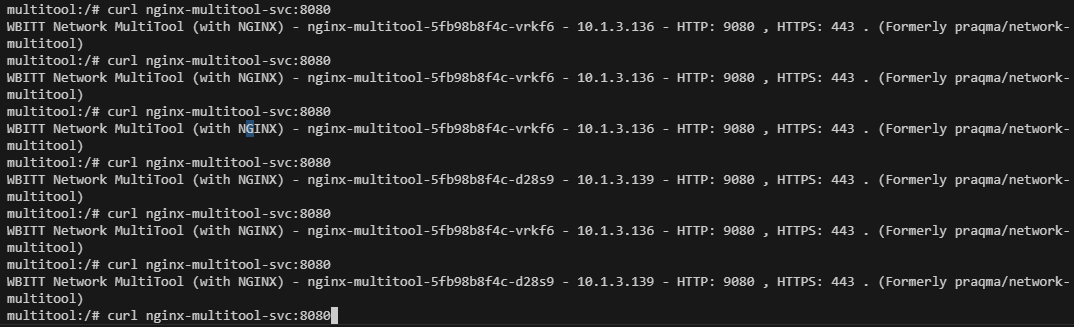 multitool:/# curl nginx-multitool-svc:8080
WBITT Network MultiTool (with NGINX) - nginx-multitool-5fb98b8f4c-vrkf6 - 10.1.3.136 - HTTP: 9080 , HTTPS: 443 . (Formerly praqma/network-
multitool)
multitool:/# curl nginx-multitool-svc:8080
WBITT Network MultiTool (with NGINX) - nginx-multitool-5fb98b8f4c-vrkf6 - 10.1.3.136 - HTTP: 9080 , HTTPS: 443 . (Formerly praqma/network-
multitool)
multitool:/# curl nginx-multitool-svc:8080
WBITT Network MultiTool (with NGINX) - nginx-multitool-5fb98b8f4c-vrkf6 - 10.1.3.136 - HTTP: 9080 , HTTPS: 443 . (Formerly praqma/network-
multitool)
multitool:/# curl nginx-multitool-svc:8080
WBITT Network MultiTool (with NGINX) - nginx-multitool-5fb98b8f4c-d28s9 - 10.1.3.139 - HTTP: 9080 , HTTPS: 443 . (Formerly praqma/network-
multitool)
multitool:/# curl nginx-multitool-svc:8080
WBITT Network MultiTool (with NGINX) - nginx-multitool-5fb98b8f4c-vrkf6 - 10.1.3.136 - HTTP: 9080 , HTTPS: 443 . (Formerly praqma/network-
multitool)
multitool:/# curl nginx-multitool-svc:8080
WBITT Network MultiTool (with NGINX) - nginx-multitool-5fb98b8f4c-d28s9 - 10.1.3.139 - HTTP: 9080 , HTTPS: 443 . (Formerly praqma/network-
multitool)
multitool:/# curl nginx-multitool-svc:8080